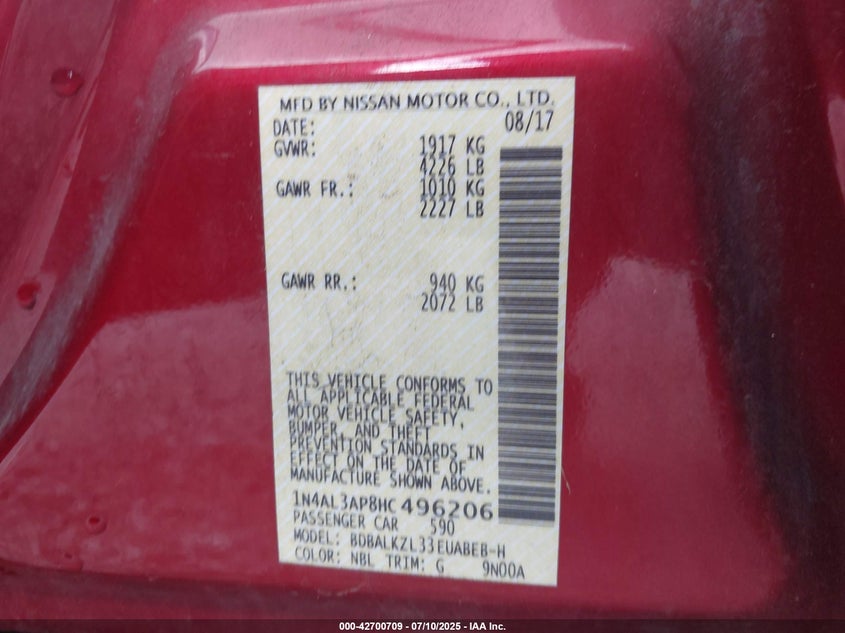 MFD BY NISSAN MOTOR CO., LTD.
DATE: 08/17
GVWR: 1917 KG
4226 LB
GAWR FR.: 1010 KG
2227 LB
GAWR RR.: 940 KG
2072 LB
THIS VEHICLE CONFORMS TO
ALL APPLICABLE FEDERAL
MOTOR VEHICLE SAFETY,
BUMPER, AND THEFT
PREVENTION STANDARDS IN
EFFECT ON THE DATE OF
MANUFACTURE SHOWN ABOVE.
1N4AL3AP8HC 496206
PASSENGER CAR 590
MODEL: BDBALKZL33EUABEB-H
COLOR: NBL TRIM: G 9N00A
000-42700709 - 07/10/2025 - IAA Inc.